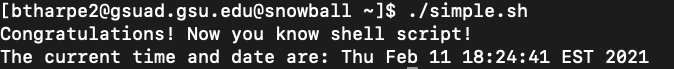 [btharpe2@gsuad.gsu.edu@snowball ~]$ ./simple.sh
Congratulations! Now you know shell script!
The current time and date are: Thu Feb 11 18:24:41 EST 2021